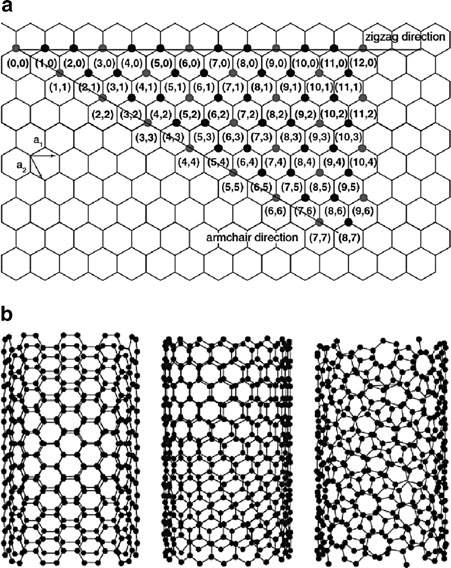 a
zigzag direction
(0,0) (1,0) (2,0) (3,0) (4,0) (5,0) (6,0) (7,0) (8,0) (9,0) (10,0) (11,0) (12,0)
(1,1) (2,1) (3,1) (4,1) (5,1) (6,1) (7,1) (8,1) (9,1) (10,1) (11,1)
(2,2) (3,2) (4,2) (5,2) (6,2) (7,2) (8,2) (9,2) (10,2) (11,2)
(3,3) (4,3) (5,3) (6,3) (7,3) (8,3) (9,3) (10,3)
a1
(4,4) (5,4) (6,4) (7,4) (8,4) (9,4) (10,4)
a2
(5,5) (6,5) (7,5) (8,5) (9,5)
(6,6) (7,6) (8,6) (9,6)
armchair direction
(7,7) (8,7)
b